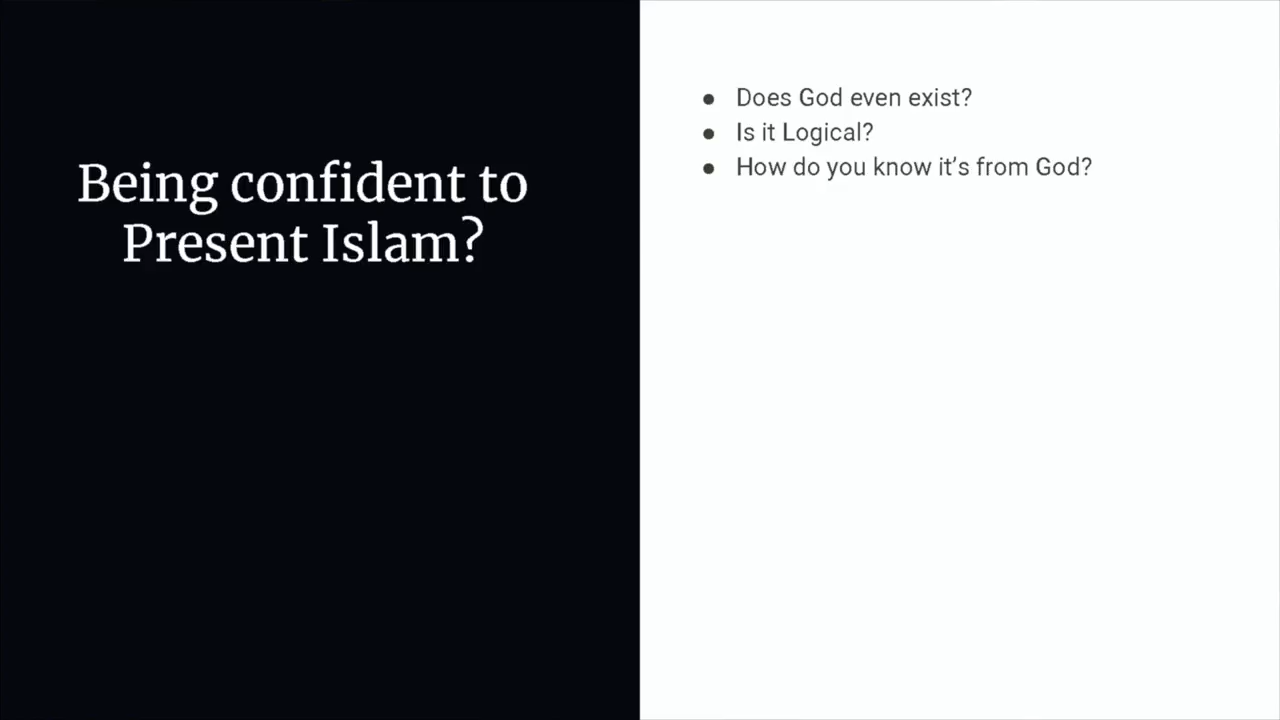 Being confident to
Present Islam?
● Does God even exist?
● Is it Logical?
● How do you know it's from God?